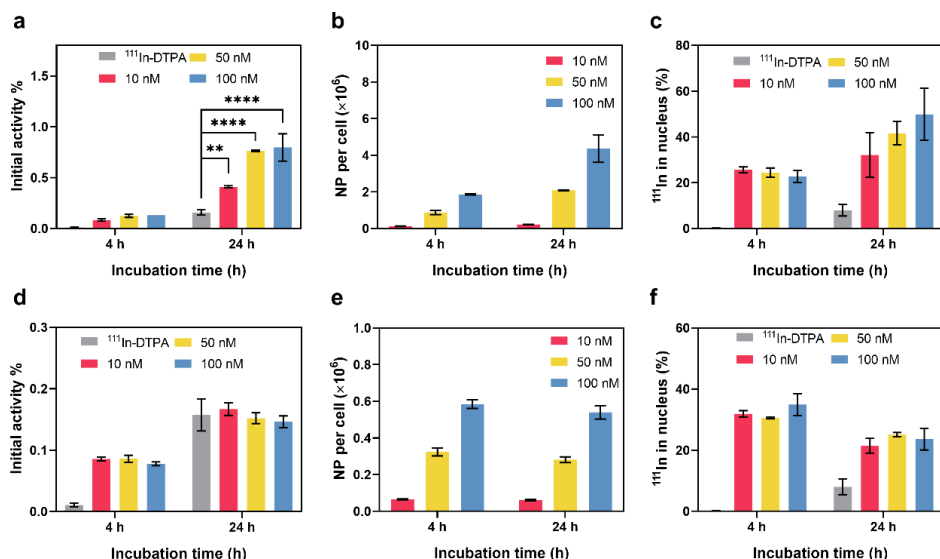 a
¹¹¹In-DTPA
50 nM
10 nM
100 nM
Initial activity %
1.5
1.0
0.5
0.0
**
****
****
4 h
24 h
Incubation time (h)
b
10 nM
50 nM
100 nM
NP per cell (×10⁶)
10
8
6
4
2
0
4 h
24 h
Incubation time (h)
c
¹¹¹In-DTPA
50 nM
10 nM
100 nM
¹¹¹In in nucleus (%)
80
60
40
20
0
4 h
24 h
Incubation time (h)
d
¹¹¹In-DTPA
50 nM
10 nM
100 nM
Initial activity %
0.3
0.2
0.1
0.0
4 h
24 h
Incubation time (h)
e
10 nM
50 nM
100 nM
NP per cell (×10⁶)
1.0
0.8
0.6
0.4
0.2
0.0
4 h
24 h
Incubation time (h)
f
¹¹¹In-DTPA
50 nM
10 nM
100 nM
¹¹¹In in nucleus (%)
60
40
20
0
4 h
24 h
Incubation time (h)